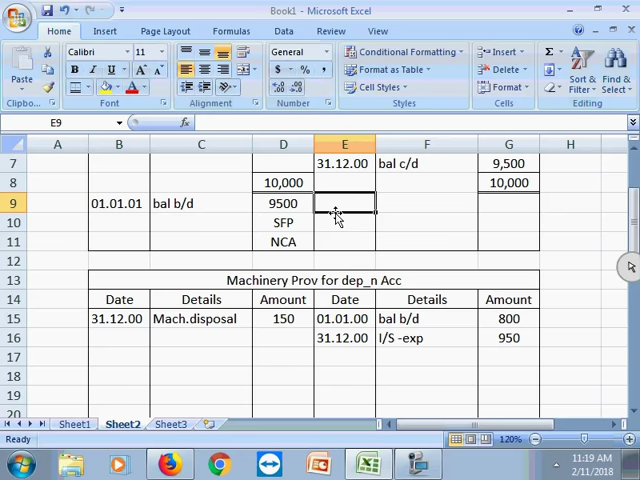 Book1 - Microsoft Excel
Home Insert Page Layout Formulas Data Review View
Calibri 11 General Conditional Formatting Insert Σ
Paste B I U A A $ % , Format as Table Delete Sort & Find &
Cell Styles Format Filter Select
Clipboard Font Alignment Number Styles Cells Editing
E9 fx
A B C D E F G H
7 31.12.00 bal c/d 9,500
8 10,000 10,000
9 01.01.01 bal b/d 9500
10 SFP
11 NCA
12
13 Machinery Prov for dep_n Acc
14 Date Details Amount Date Details Amount
15 31.12.00 Mach.disposal 150 01.01.00 bal b/d 800
16 31.12.00 I/S -exp 950
17
18
19
20
Sheet1 Sheet2 Sheet3
Ready 120%
11:19 AM
2/11/2018